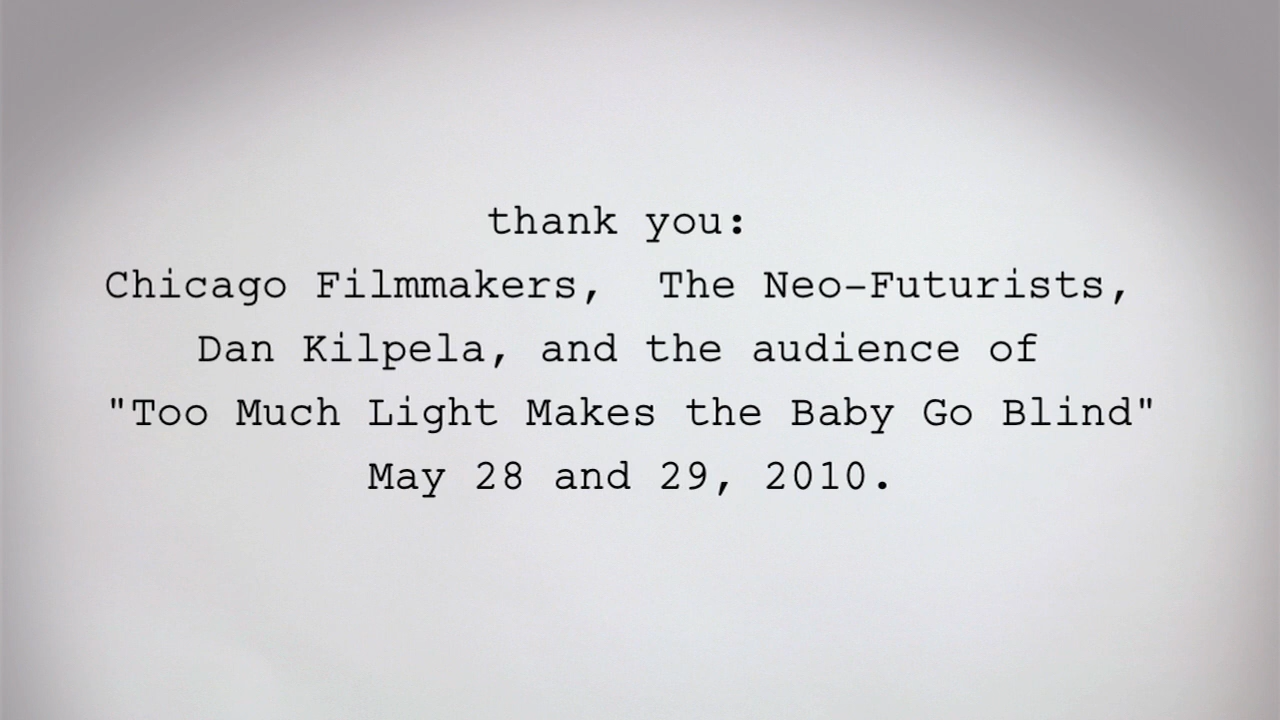 thank you:
Chicago Filmmakers,  The Neo-Futurists,
Dan Kilpela, and the audience of
"Too Much Light Makes the Baby Go Blind"
May 28 and 29, 2010.